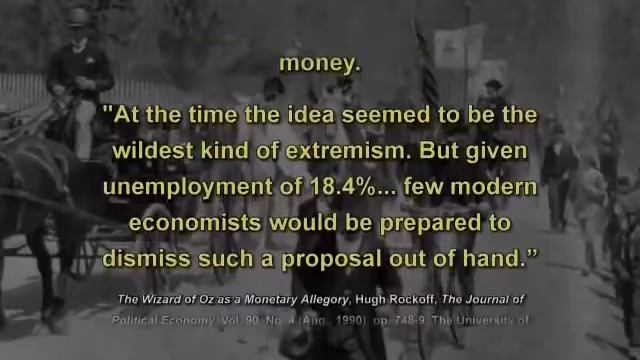 money.
"At the time the idea seemed to be the
wildest kind of extremism. But given
unemployment of 18.4%... few modern
economists would be prepared to
dismiss such a proposal out of hand.”
The Wizard of Oz as a Monetary Allegory, Hugh Rockoff, The Journal of
Political Economy, Vol. 90, No. 4 (Aug., 1990), pp. 748-9, The University of